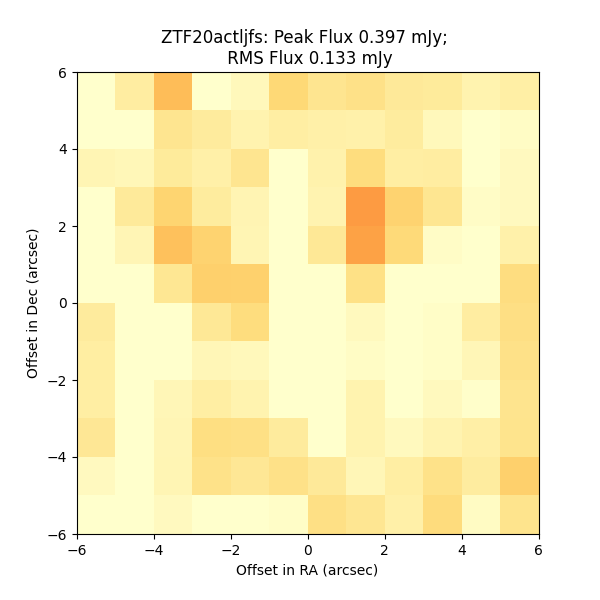 ZTF20actljfs: Peak Flux 0.397 mJy;
RMS Flux 0.133 mJy
6
4
2
0
−2
−4
−6
Offset in Dec (arcsec)
−6 −4 −2 0 2 4 6
Offset in RA (arcsec)